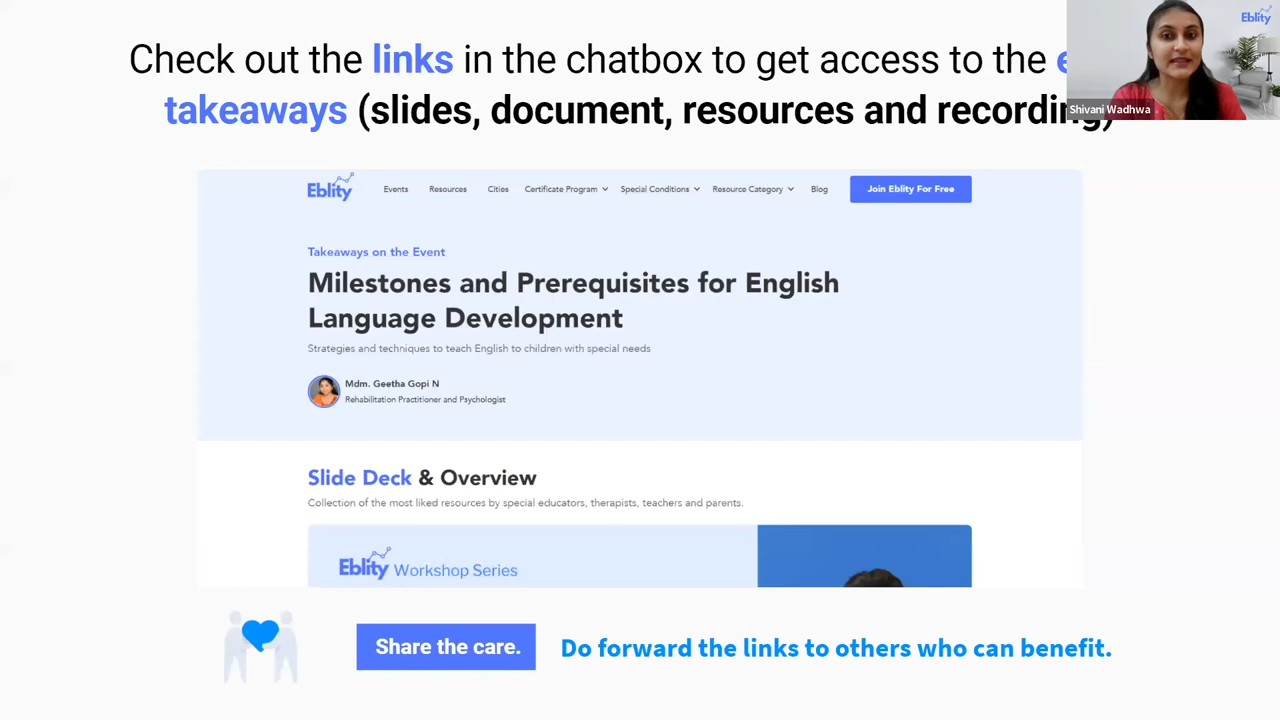 Check out the links in the chatbox to get access to the
takeaways (slides, document, resources and recording)
Eblity
Shivani Wadhwa
Eblity
Events Resources Cities Certificate Program Special Conditions Resource Category Blog Join Eblity For Free
Takeaways on the Event
Milestones and Prerequisites for English
Language Development
Strategies and techniques to teach English to children with special needs
Mdm. Geetha Gopi N
Rehabilitation Practitioner and Psychologist
Slide Deck & Overview
Collection of the most liked resources by special educators, therapists, teachers and parents.
Eblity Workshop Series
Share the care. Do forward the links to others who can benefit.